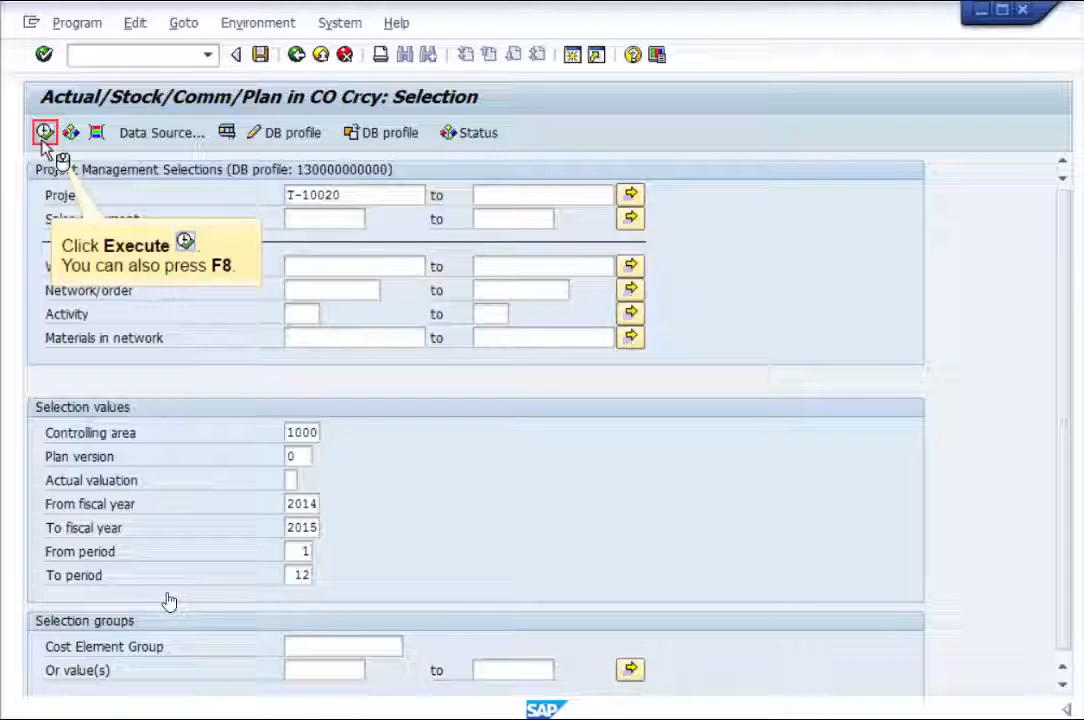 Program Edit Goto Environment System Help
Actual/Stock/Comm/Plan in CO Crcy: Selection
Data Source... DB profile DB profile Status
Management Selections (DB profile: 130000000000)
Proje T-10020 to
to
Click Execute .
You can also press F8.
to
Network/order to
Activity to
Materials in network to
Selection values
Controlling area 1000
Plan version 0
Actual valuation
From fiscal year 2014
To fiscal year 2015
From period 1
To period 12
Selection groups
Cost Element Group
Or value(s) to
SAP